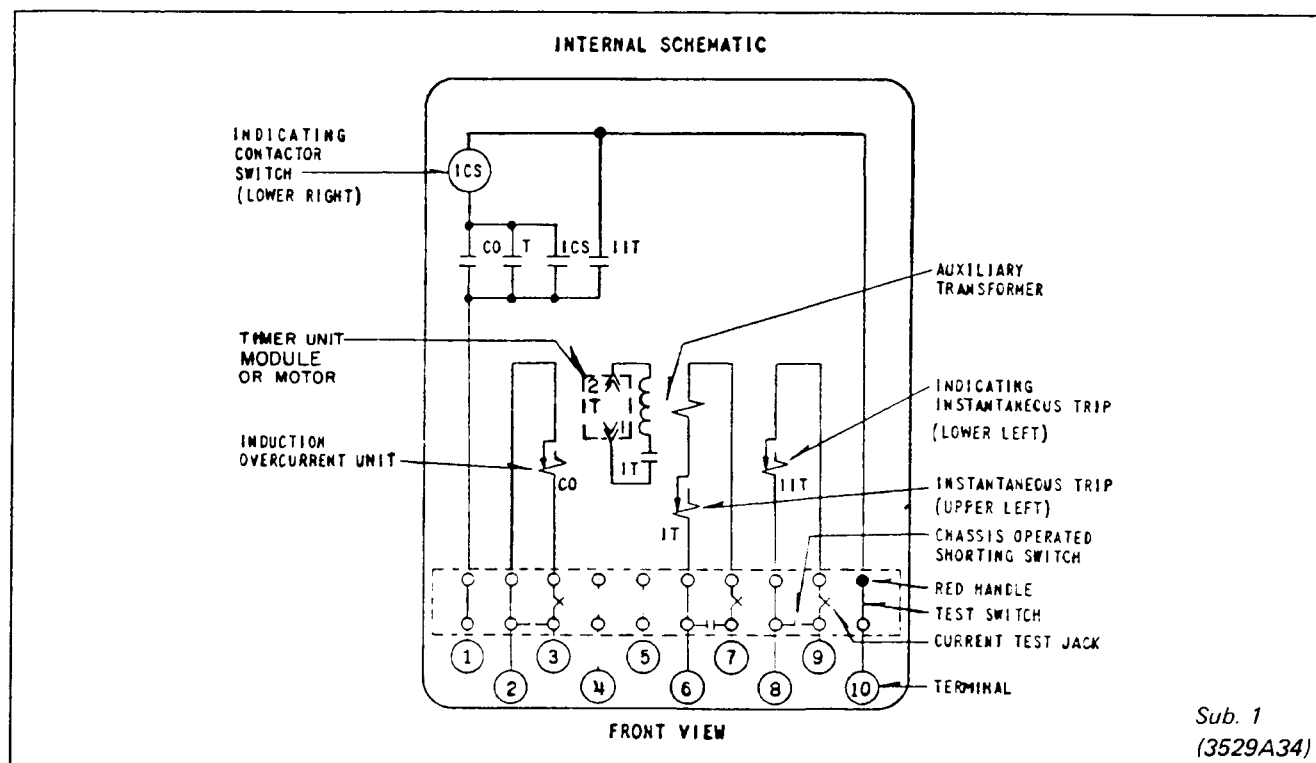 INTERNAL SCHEMATIC
INDICATING
CONTACTOR
SWITCH
(LOWER RIGHT)
ICS
CO T ICS IIT
AUXILIARY
TRANSFORMER
TIMER UNIT
MODULE
OR MOTOR
2
IT
1
INDICATING
INSTANTANEOUS TRIP
(LOWER LEFT)
INDUCTION
OVERCURRENT UNIT
CO
IT
IIT
INSTANTANEOUS TRIP
(UPPER LEFT)
IT
CHASSIS OPERATED
SHORTING SWITCH
RED HANDLE
TEST SWITCH
CURRENT TEST JACK
1 3 5 7 9
2 4 6 8 10
TERMINAL
FRONT VIEW
Sub. 1
(3529A34)